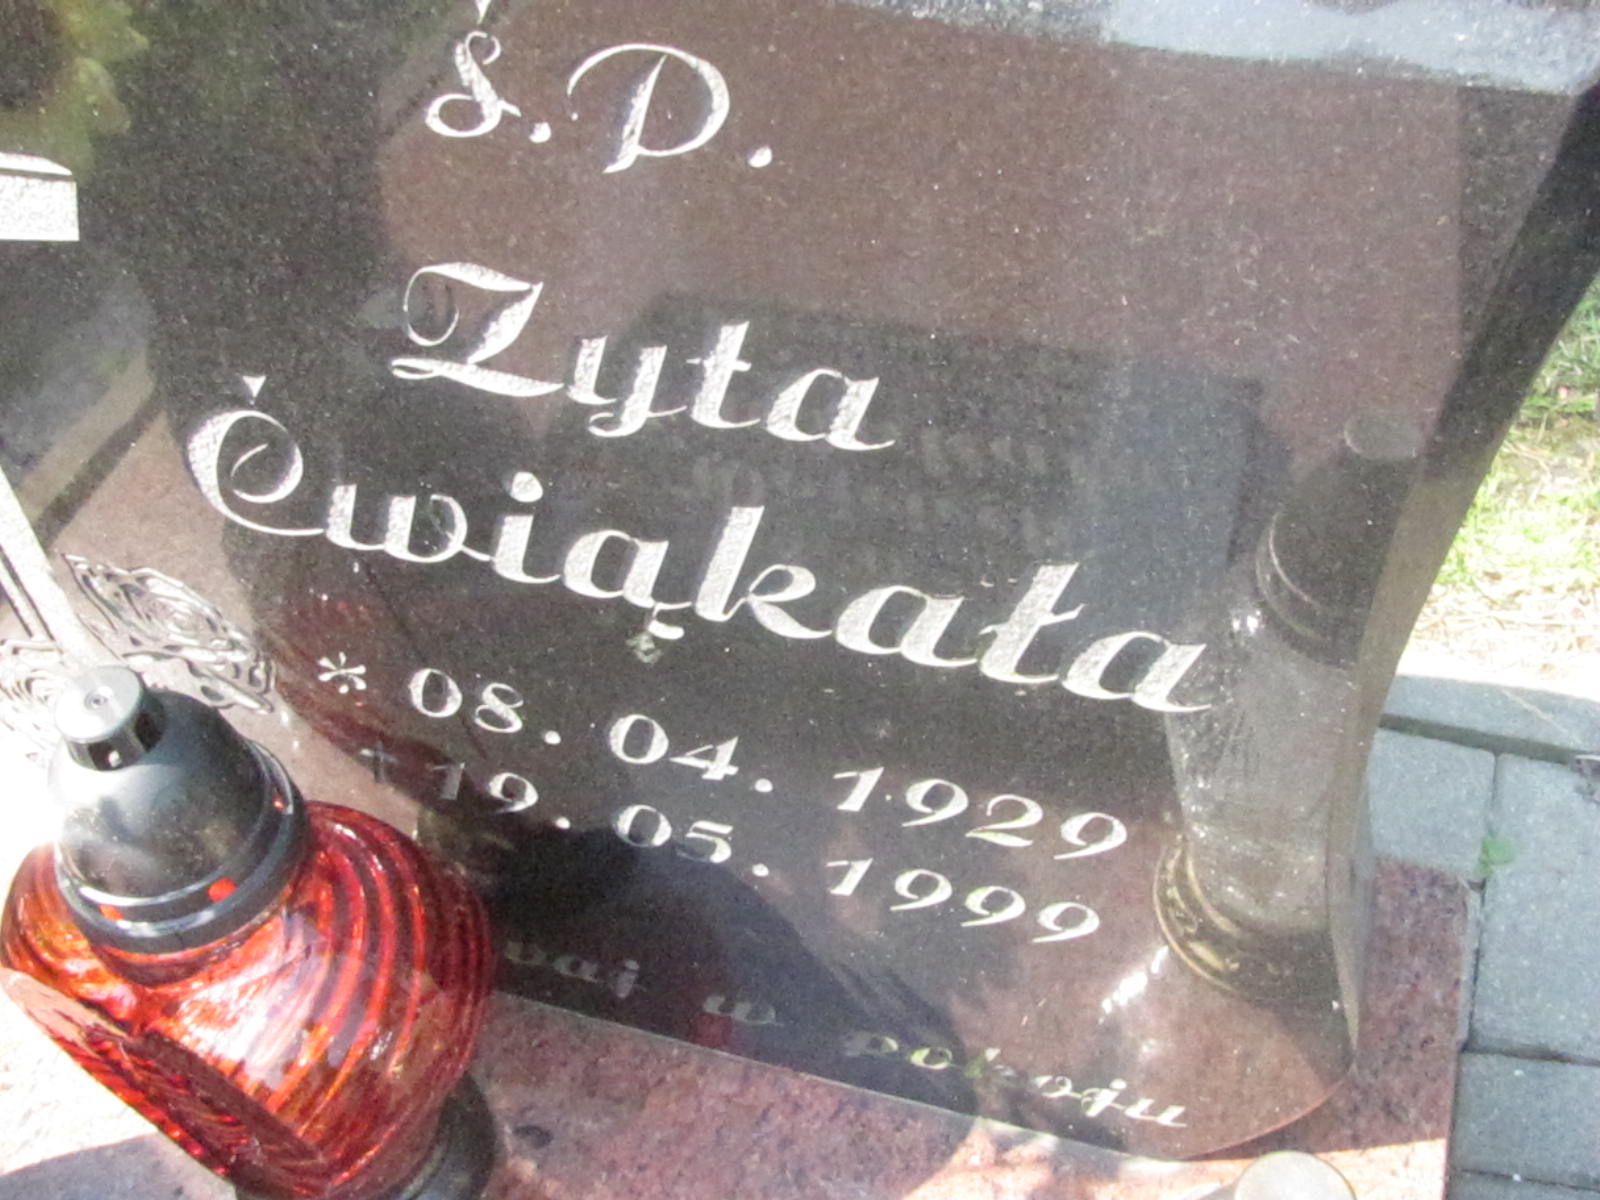 Ś. P.
Zyta
Ćwiąkała
* 08. 04. 1929
† 19. 05. 1999
w pokoju